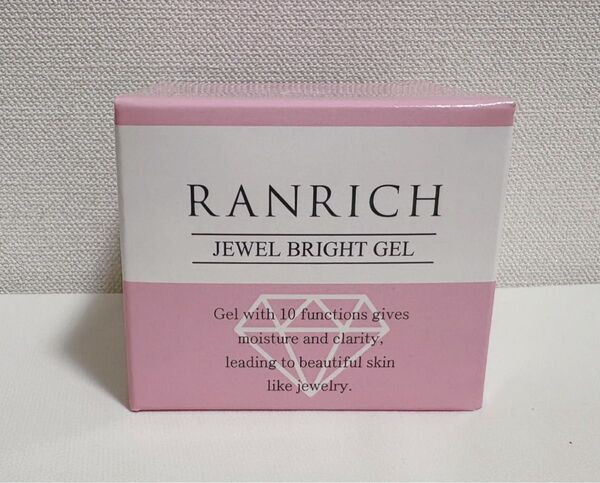 RANRICH
JEWEL BRIGHT GEL
Gel with 10 functions gives
moisture and clarity,
leading to beautiful skin
like jewelry.